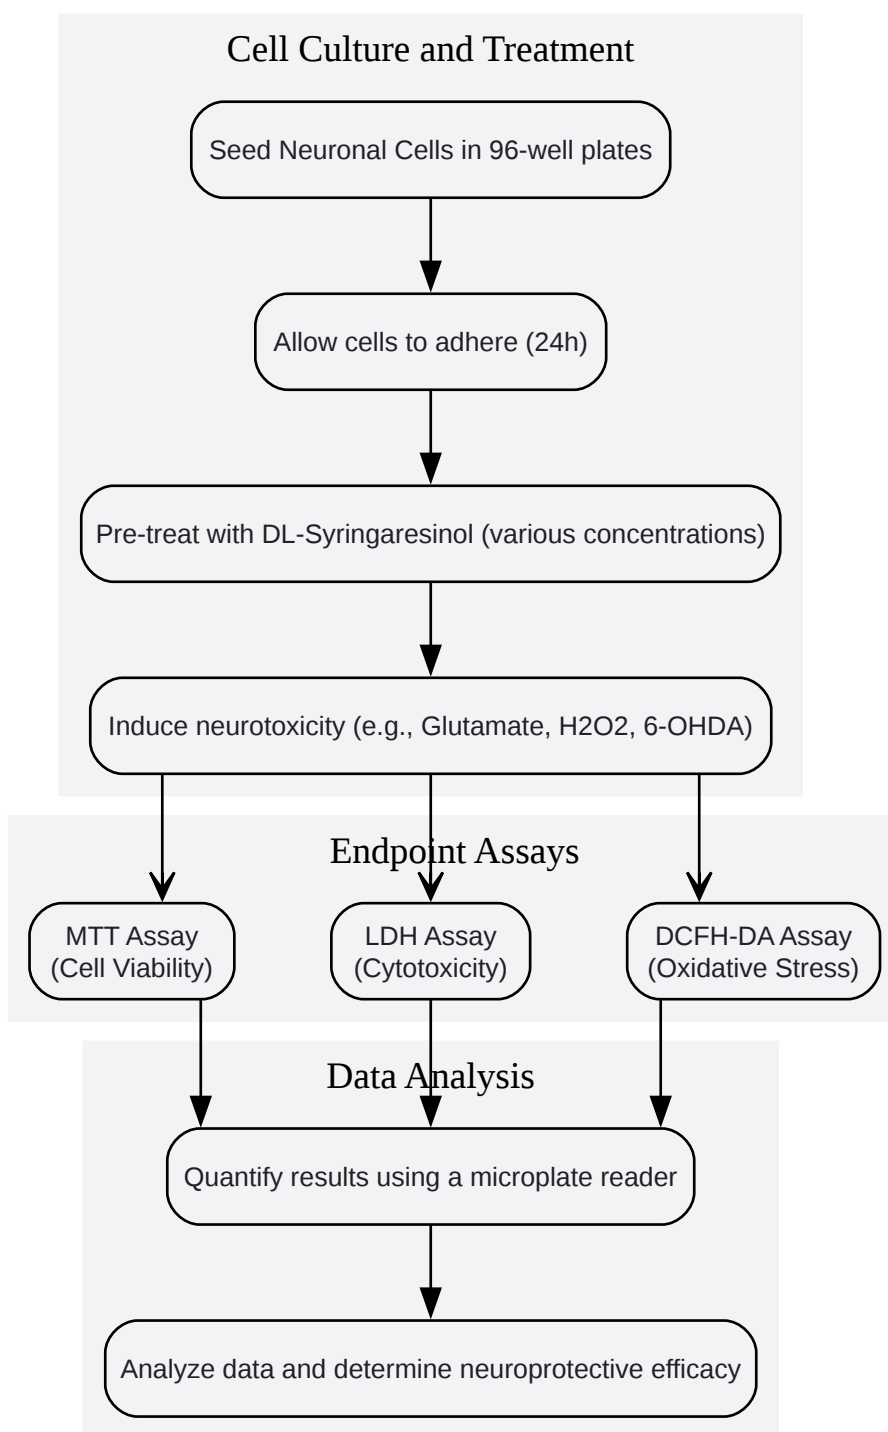 Cell Culture and Treatment
Seed Neuronal Cells in 96-well plates
Allow cells to adhere (24h)
Pre-treat with DL-Syringaresinol (various concentrations)
Induce neurotoxicity (e.g., Glutamate, H2O2, 6-OHDA)
Endpoint Assays
MTT Assay
(Cell Viability)
LDH Assay
(Cytotoxicity)
DCFH-DA Assay
(Oxidative Stress)
Data Analysis
Quantify results using a microplate reader
Analyze data and determine neuroprotective efficacy